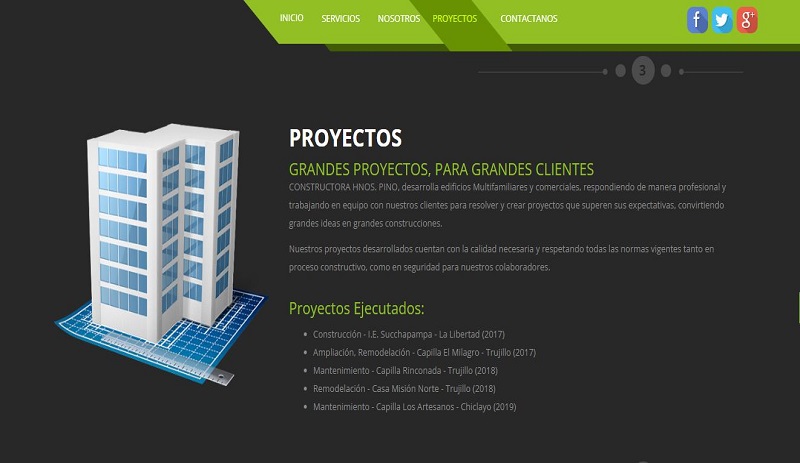 INICIO SERVICIOS NOSOTROS PROYECTOS CONTACTANOS
f g+
3
PROYECTOS
GRANDES PROYECTOS, PARA GRANDES CLIENTES
CONSTRUCTORA HNOS. PINO, desarrolla edificios Multifamiliares y comerciales, respondiendo de manera profesional y
trabajando en equipo con nuestros clientes para resolver y crear proyectos que superen sus expectativas, convirtiendo
grandes ideas en grandes construcciones.
Nuestros proyectos desarrollados cuentan con la calidad necesaria y respetando todas las normas vigentes tanto en
proceso constructivo, como en seguridad para nuestros colaboradores.
Proyectos Ejecutados:
Construcción - I.E. Succhapampa - La Libertad (2017)
Ampliación, Remodelación - Capilla El Milagro - Trujillo (2017)
Mantenimiento - Capilla Rinconada - Trujillo (2018)
Remodelación - Casa Misión Norte - Trujillo (2018)
Mantenimiento - Capilla Los Artesanos - Chiclayo (2019)